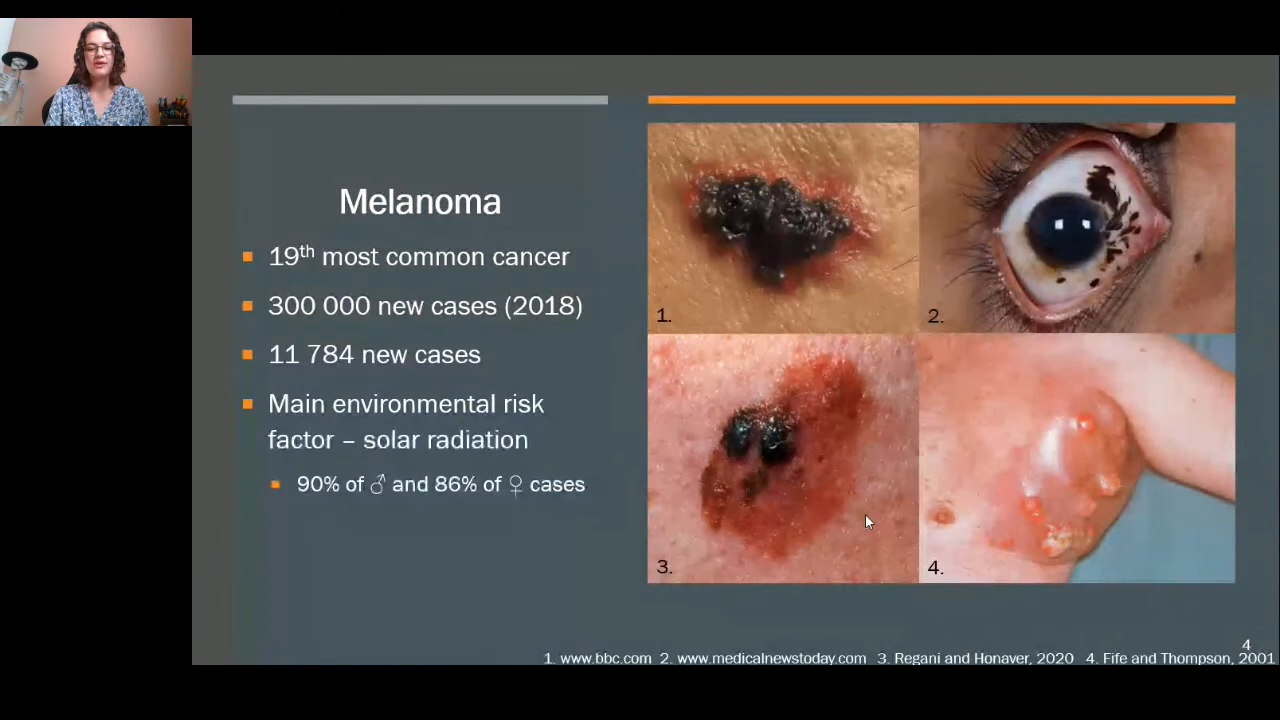 Melanoma
19th most common cancer
300 000 new cases (2018)
11 784 new cases
Main environmental risk
factor – solar radiation
90% of ♂ and 86% of ♀ cases
1.
2.
3.
4.
4
1. www.bbc.com 2. www.medicalnewstoday.com 3. Regani and Honaver, 2020 4. Fife and Thompson, 2001